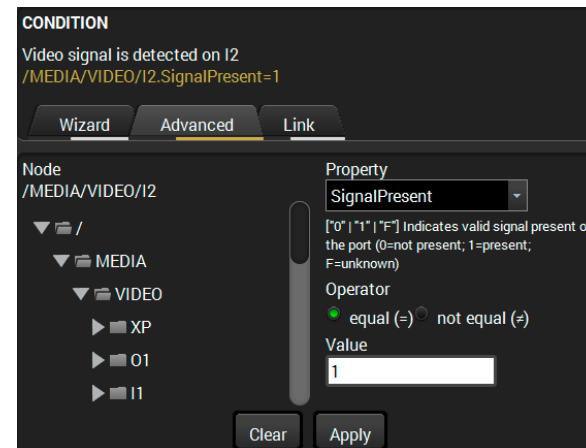 CONDITION
Video signal is detected on I2
/MEDIA/VIDEO/I2.SignalPresent=1
Wizard Advanced Link
Node
/MEDIA/VIDEO/I2
/
MEDIA
VIDEO
XP
O1
I1
Property
SignalPresent
["0" | "1" | "F"] Indicates valid signal present o
the port (0=not present; 1=present;
F=unknown)
Operator
equal (=) not equal (≠)
Value
1
Clear Apply